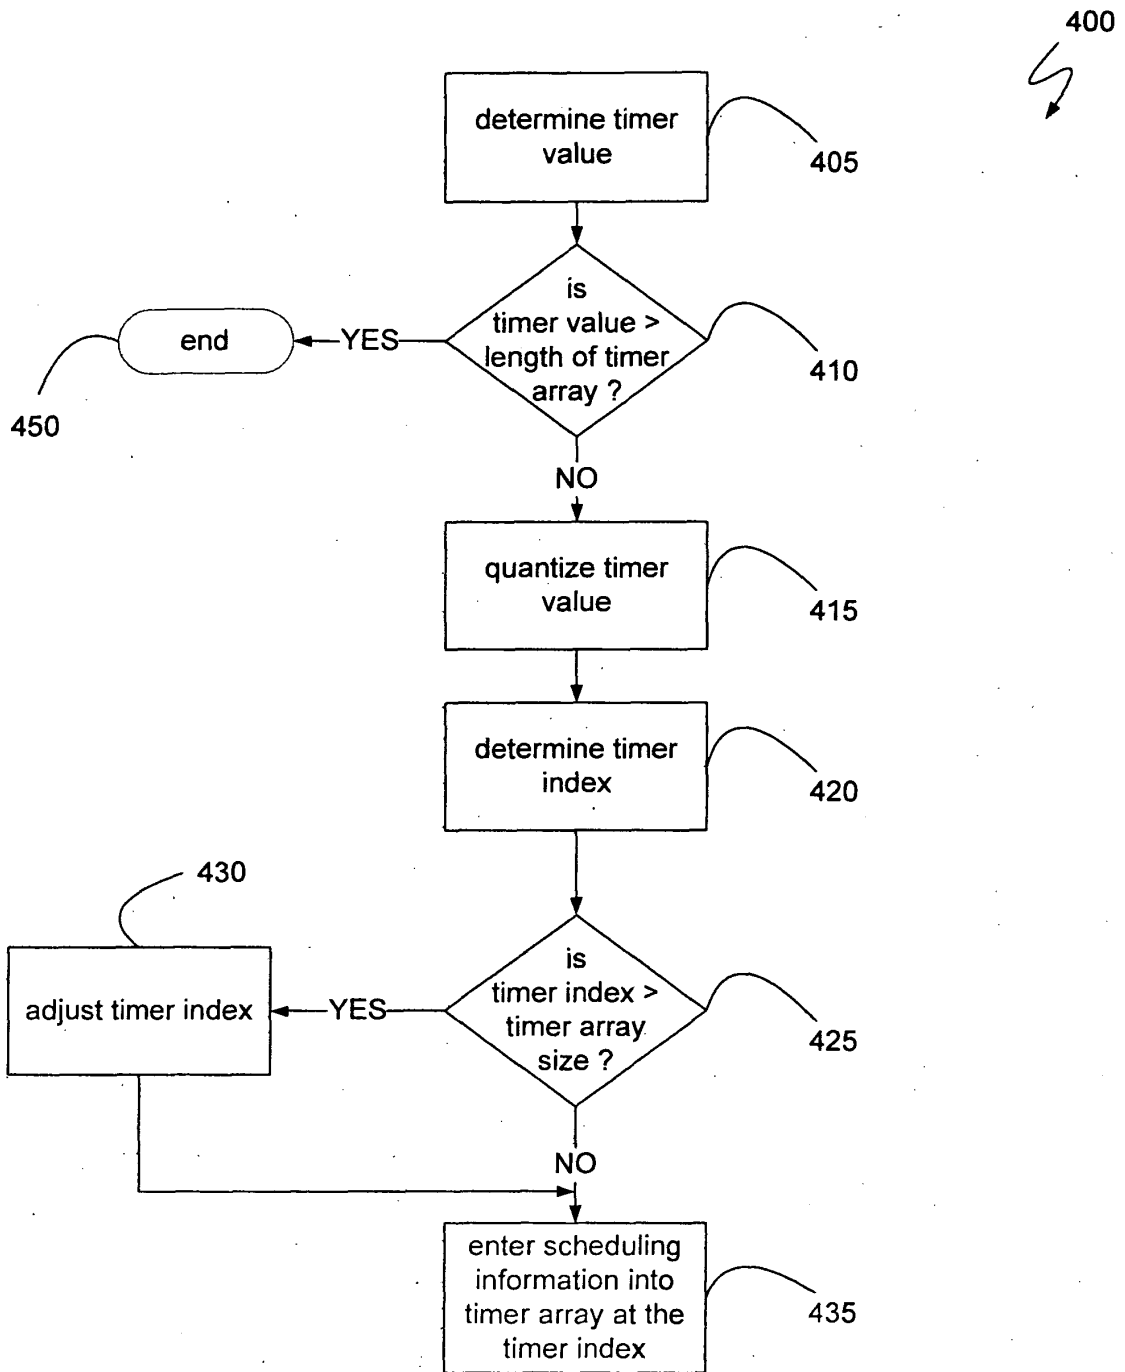 400
determine timer
value
405
is
timer value >
length of timer
array ?
410
YES
end
450
NO
quantize timer
value
415
determine timer
index
420
is
timer index >
timer array
size ?
425
YES
430
adjust timer index
NO
enter scheduling
information into
timer array at the
timer index
435